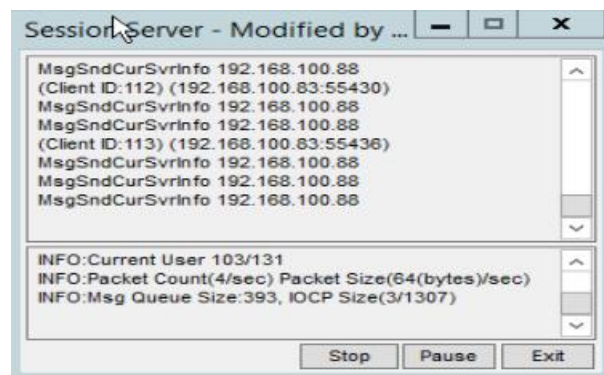 Session Server - Modified by ...
MsgSndCurSvrInfo 192.168.100.88
(Client ID:112) (192.168.100.83:55430)
MsgSndCurSvrInfo 192.168.100.88
MsgSndCurSvrInfo 192.168.100.88
(Client ID:113) (192.168.100.83:55436)
MsgSndCurSvrInfo 192.168.100.88
MsgSndCurSvrInfo 192.168.100.88
MsgSndCurSvrInfo 192.168.100.88
INFO:Current User 103/131
INFO:Packet Count(4/sec) Packet Size(64(bytes)/sec)
INFO:Msg Queue Size:393, IOCP Size(3/1307)
Stop Pause Exit